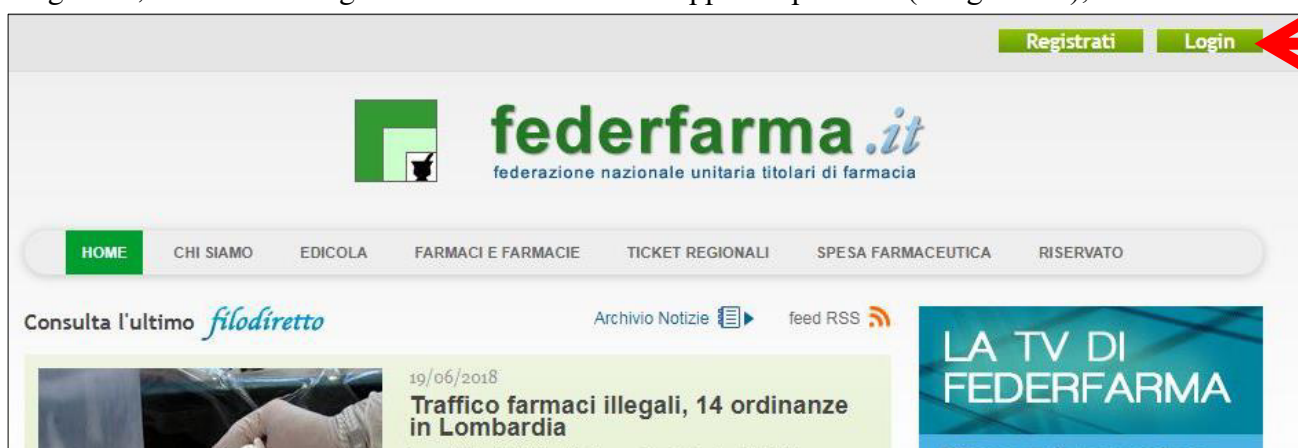 Registrati Login
federfarma.it
federazione nazionale unitaria titolari di farmacia
HOME CHI SIAMO EDICOLA FARMACI E FARMACIE TICKET REGIONALI SPESA FARMACEUTICA RISERVATO
Consulta l'ultimo filodiretto Archivio Notizie feed RSS
LA TV DI
FEDERFARMA
19/06/2018
Traffico farmaci illegali, 14 ordinanze
in Lombardia